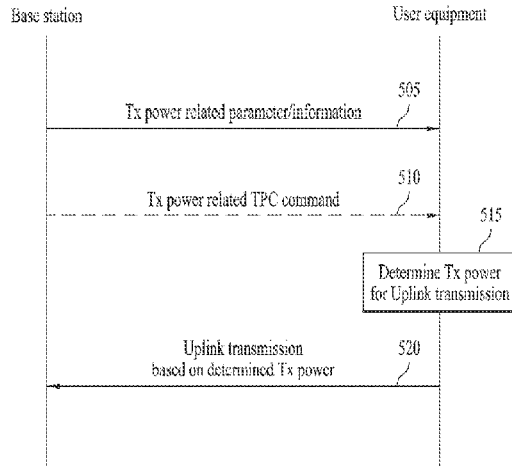 Base station
User equipment
505
Tx power related parameter/information
510
Tx power related TPC command
515
Determine Tx power
for Uplink transmission
Uplink transmission
based on determined Tx power
520